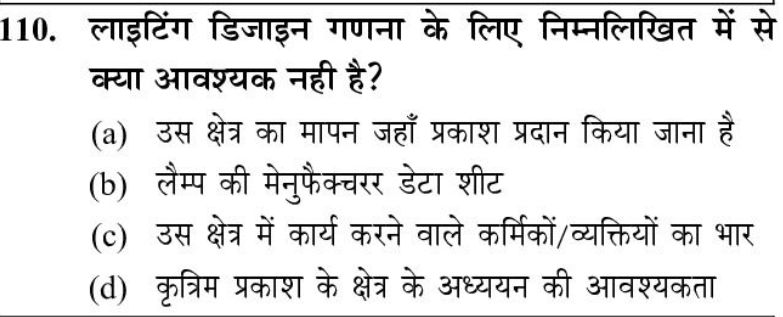 110. लाइटिंग डिजाइन गणना के लिए निम्नलिखित में से
क्या आवश्यक नही है?
(a) उस क्षेत्र का मापन जहाँ प्रकाश प्रदान किया जाना है
(b) लैम्प की मेनुफैक्चरर डेटा शीट
(c) उस क्षेत्र में कार्य करने वाले कर्मिकों/व्यक्तियों का भार
(d) कृत्रिम प्रकाश के क्षेत्र के अध्ययन की आवश्यकता